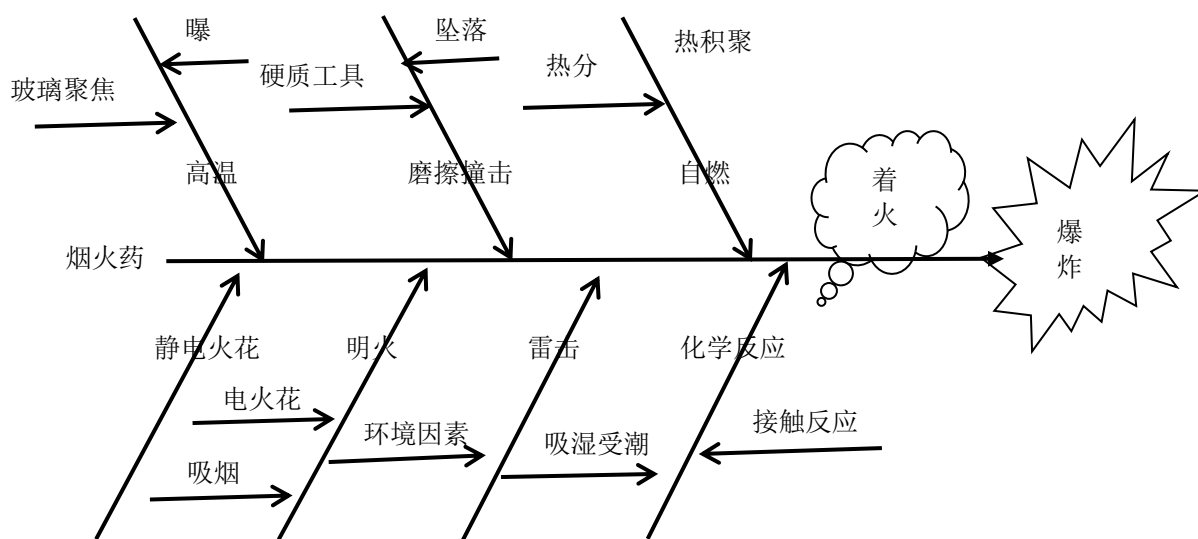 曝
坠落
热积聚
硬质工具
热分
玻璃聚焦
高温
磨擦撞击
自燃
着
火
爆
炸
烟火药
静电火花
明火
雷击
化学反应
电火花
环境因素
吸湿受潮
接触反应
吸烟